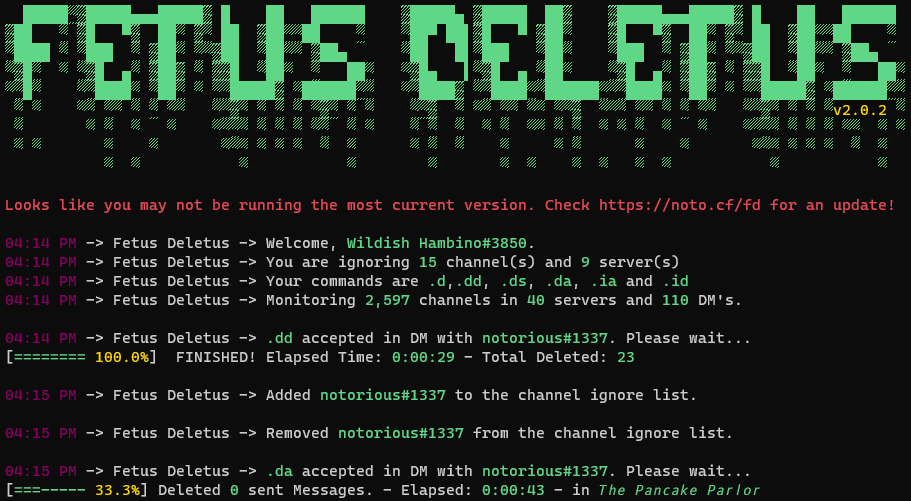 FETUS DELETUS
v2.0.2
Looks like you may not be running the most current version. Check https://noto.cf/fd for an update!
04:14 PM -> Fetus Deletus -> Welcome, Wildish Hambino#3850.
04:14 PM -> Fetus Deletus -> You are ignoring 15 channel(s) and 9 server(s)
04:14 PM -> Fetus Deletus -> Your commands are .d,.dd, .ds, .da, .ia and .id
04:14 PM -> Fetus Deletus -> Monitoring 2,597 channels in 40 servers and 110 DM's.
04:14 PM -> Fetus Deletus -> .dd accepted in DM with notorious#1337. Please wait...
[======== 100.0%]  FINISHED! Elapsed Time: 0:00:29 - Total Deleted: 23
04:15 PM -> Fetus Deletus -> Added notorious#1337 to the channel ignore list.
04:15 PM -> Fetus Deletus -> Removed notorious#1337 from the channel ignore list.
04:15 PM -> Fetus Deletus -> .da accepted in DM with notorious#1337. Please wait...
[===----- 33.3%] Deleted 0 sent Messages. - Elapsed: 0:00:43 - in The Pancake Parlor